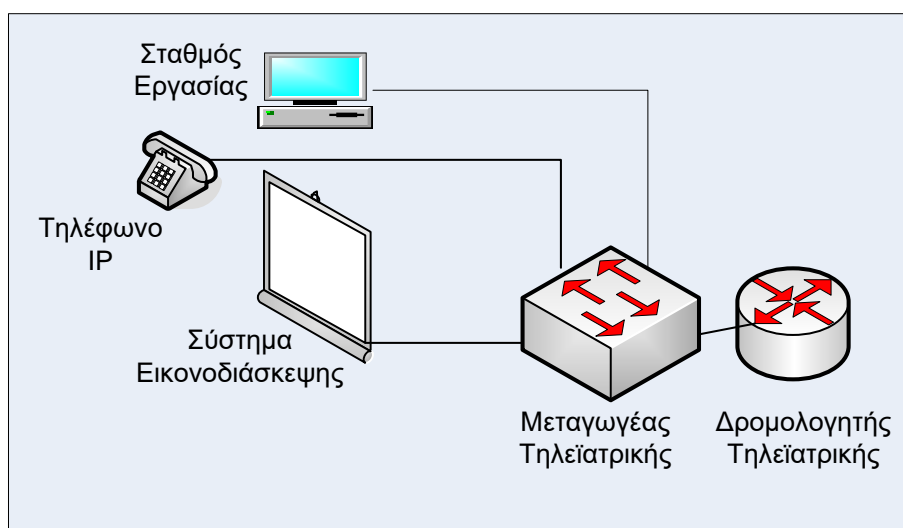 Σταθμός
Εργασίας
Τηλέφωνο
IP
Σύστημα
Εικονοδιάσκεψης
Μεταγωγέας
Τηλεϊατρικής
Δρομολογητής
Τηλεϊατρικής